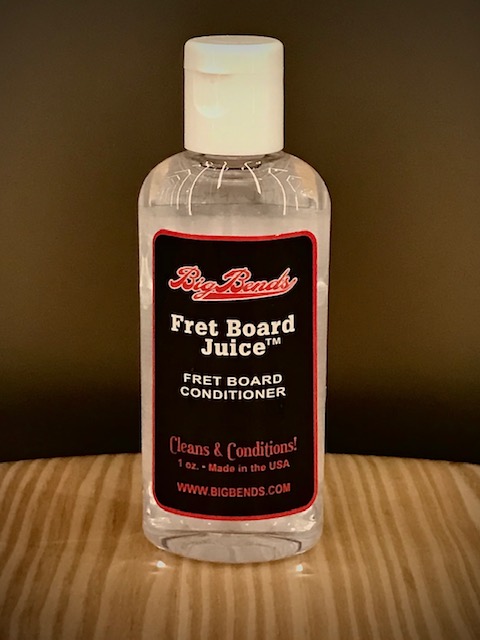 Big Bends
Fret Board
Juice™
FRET BOARD
CONDITIONER
Cleans & Conditions!
1 oz. • Made in the USA
WWW.BIGBENDS.COM